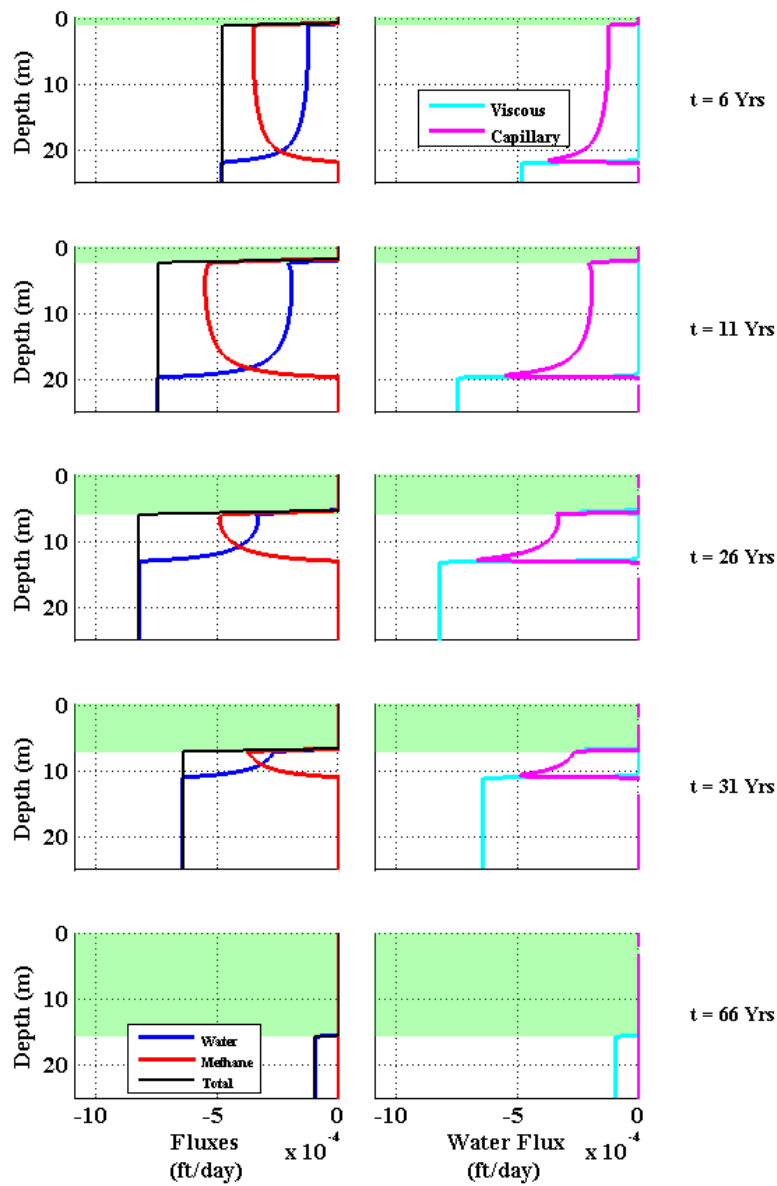 0
10
20
Depth (m)
Viscous
Capillary
t = 6 Yrs
0
10
20
Depth (m)
t = 11 Yrs
0
10
20
Depth (m)
t = 26 Yrs
0
10
20
Depth (m)
t = 31 Yrs
0
10
20
Depth (m)
Water
Methane
Total
t = 66 Yrs
-10 -5 0
Fluxes x 10^-4
(ft/day)
-10 -5 0
Water Flux x 10^-4
(ft/day)